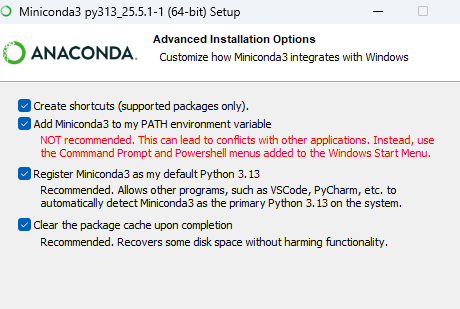 Miniconda3 py313_25.5.1-1 (64-bit) Setup
ANACONDA.
Advanced Installation Options
Customize how Miniconda3 integrates with Windows
Create shortcuts (supported packages only).
Add Miniconda3 to my PATH environment variable
NOT recommended. This can lead to conflicts with other applications. Instead, use
the Commmand Prompt and Powershell menus added to the Windows Start Menu.
Register Miniconda3 as my default Python 3.13
Recommended. Allows other programs, such as VSCode, PyCharm, etc. to
automatically detect Miniconda3 as the primary Python 3.13 on the system.
Clear the package cache upon completion
Recommended. Recovers some disk space without harming functionality.